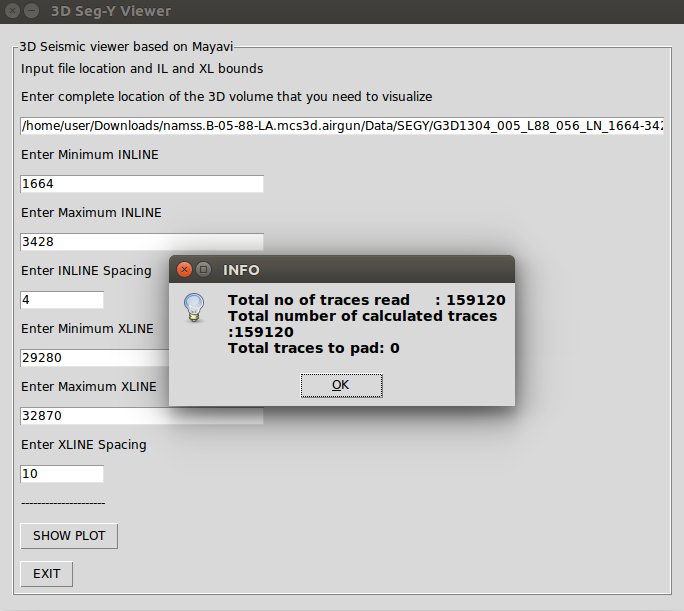 3D Seg-Y Viewer
3D Seismic viewer based on Mayavi
Input file location and IL and XL bounds
Enter complete location of the 3D volume that you need to visualize
/home/user/Downloads/namss.B-05-88-LA.mcs3d.airgun/Data/SEGY/G3D1304_005_L88_056_LN_1664-342
Enter Minimum INLINE
1664
Enter Maximum INLINE
3428
Enter INLINE Spacing
4
Enter Minimum XLINE
29280
Enter Maximum XLINE
32870
Enter XLINE Spacing
10
---------------------
SHOW PLOT
EXIT
INFO
Total no of traces read : 159120
Total number of calculated traces
:159120
Total traces to pad: 0
OK